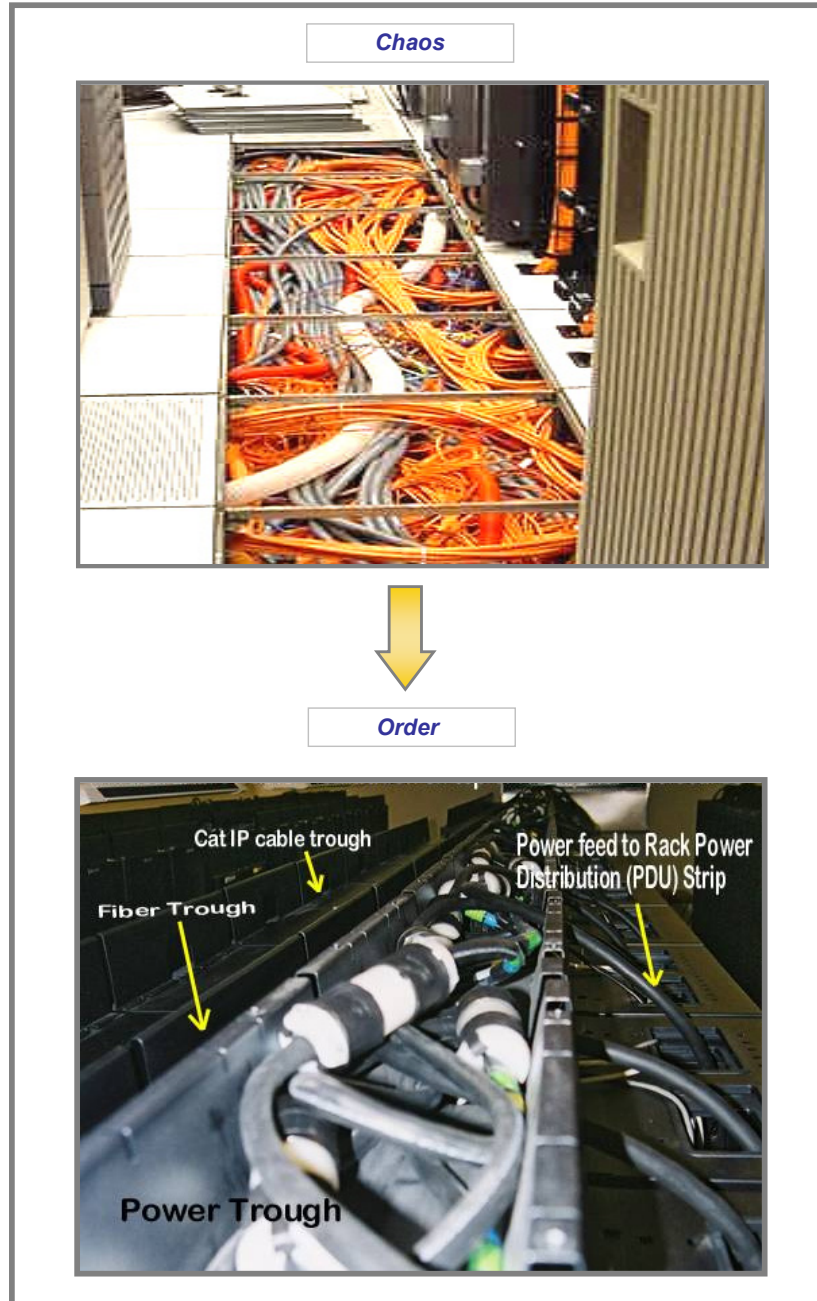 Chaos
Order
Cat IP cable trough
Fiber Trough
Power feed to Rack Power
Distribution (PDU) Strip
Power Trough